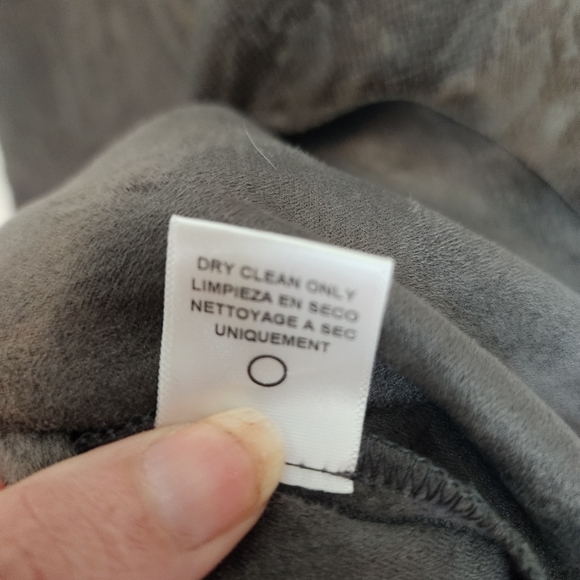 DRY CLEAN ONLY
LIMPIEZA EN SECO
NETTOYAGE A SEC
UNIQUEMENT